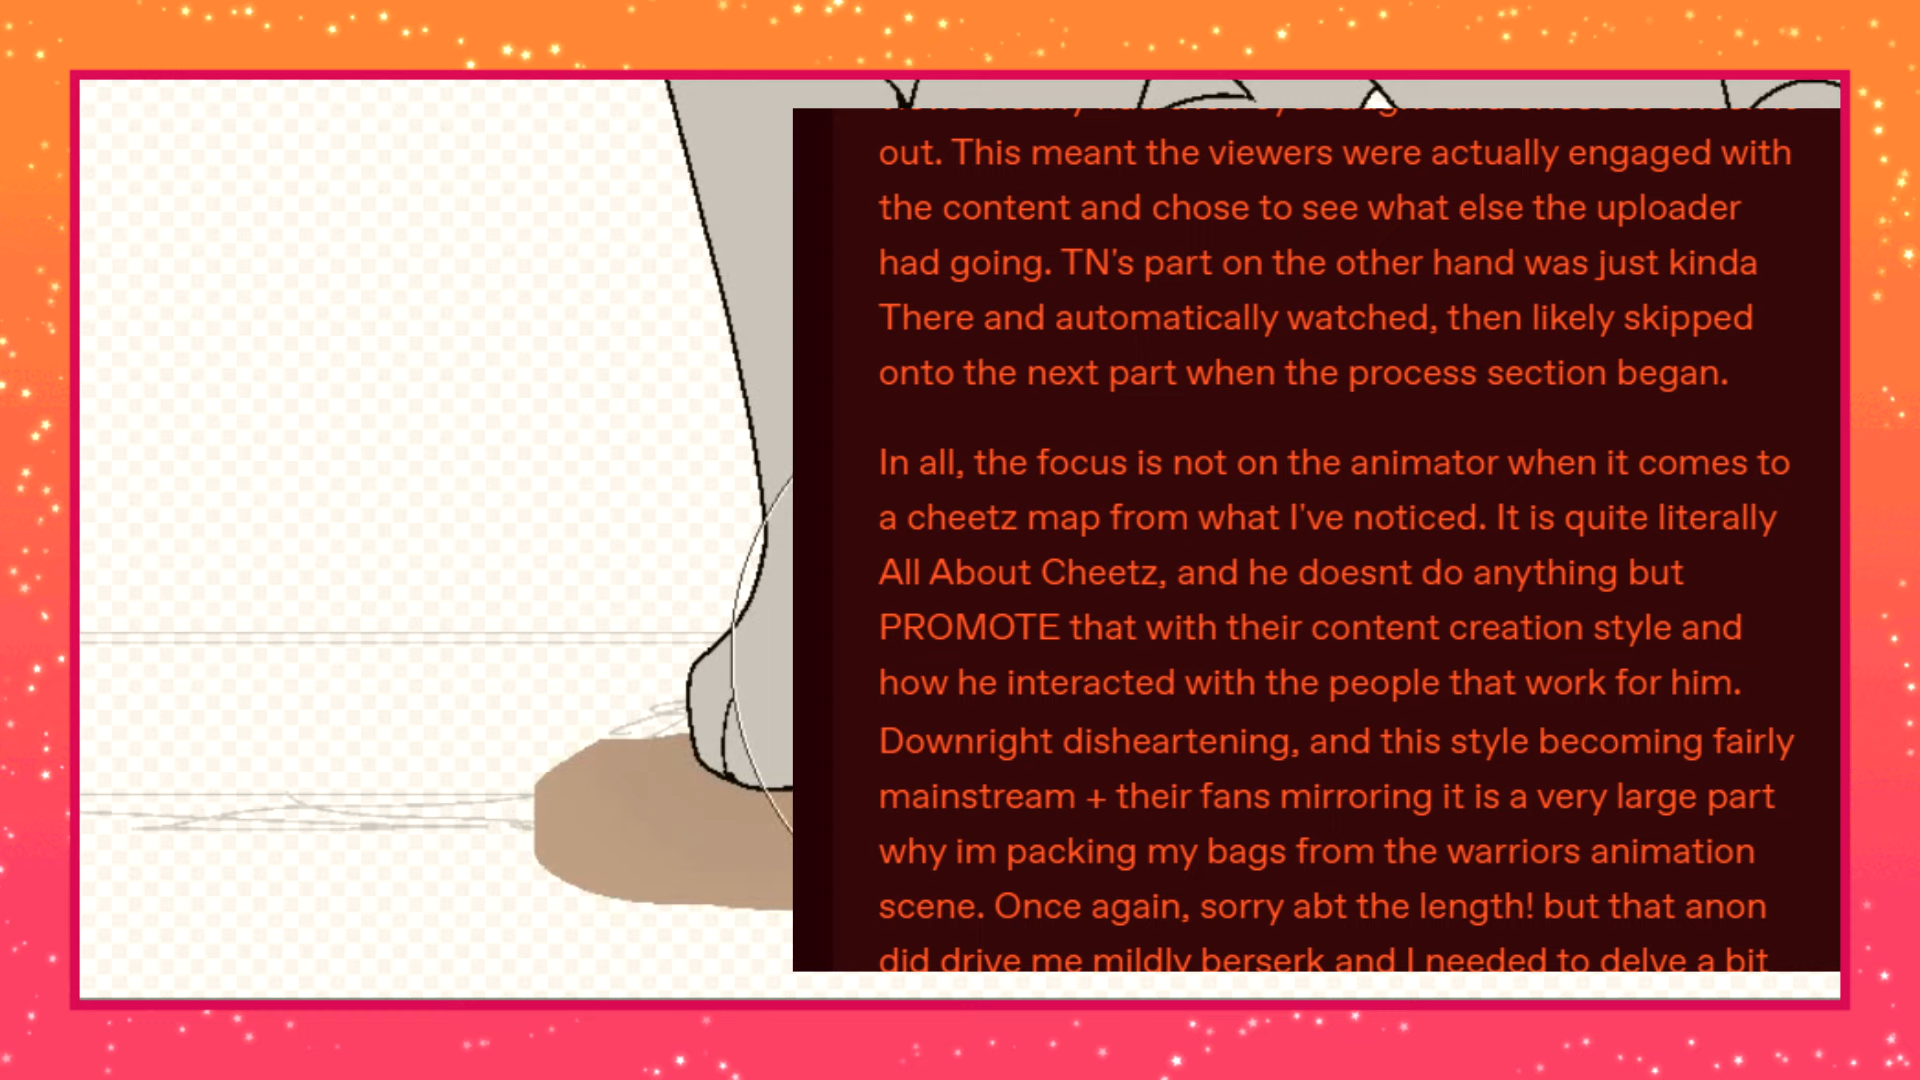 out. This meant the viewers were actually engaged with
the content and chose to see what else the uploader
had going. TN's part on the other hand was just kinda
There and automatically watched, then likely skipped
onto the next part when the process section began.
In all, the focus is not on the animator when it comes to
a cheetz map from what I've noticed. It is quite literally
All About Cheetz, and he doesnt do anything but
PROMOTE that with their content creation style and
how he interacted with the people that work for him.
Downright disheartening, and this style becoming fairly
mainstream + their fans mirroring it is a very large part
why im packing my bags from the warriors animation
scene. Once again, sorry abt the length! but that anon
did drive me mildly berserk and I needed to delve a bit